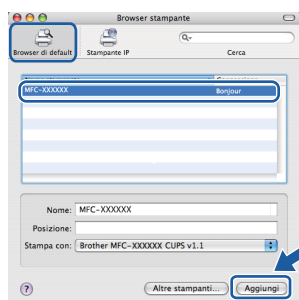 Browser stampante
Browser di default
Stampante IP
Cerca
MFC-XXXXXX Bonjour
Nome: MFC-XXXXXX
Posizione:
Stampa con: Brother MFC-XXXXXX CUPS v1.1
? Altre stampanti... Aggiungi